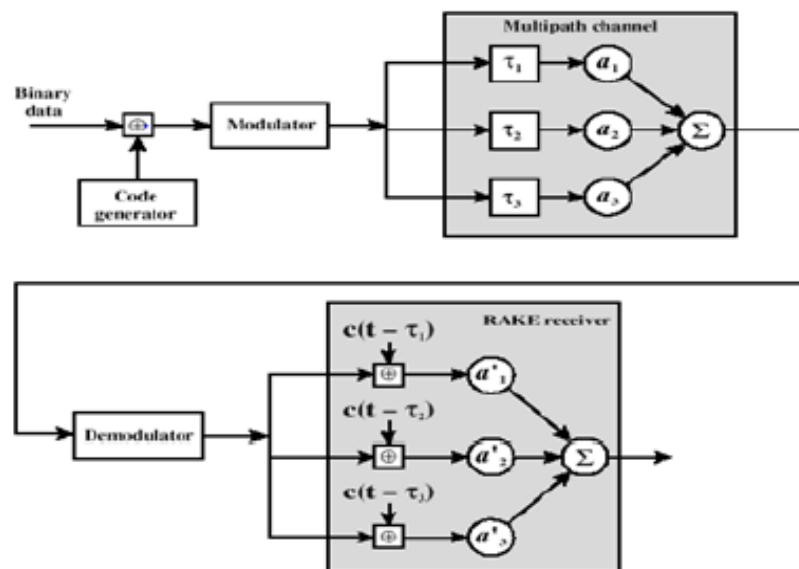 Multipath channel
Binary
data
⊕
Modulator
Code
generator
τ₁
a₁
τ₂
a₂
Σ
τ₃
a₃
RAKE receiver
c(t − τ₁)
⊕
a'₁
Demodulator
c(t − τ₂)
⊕
a'₂
Σ
c(t − τ₃)
⊕
a'₃